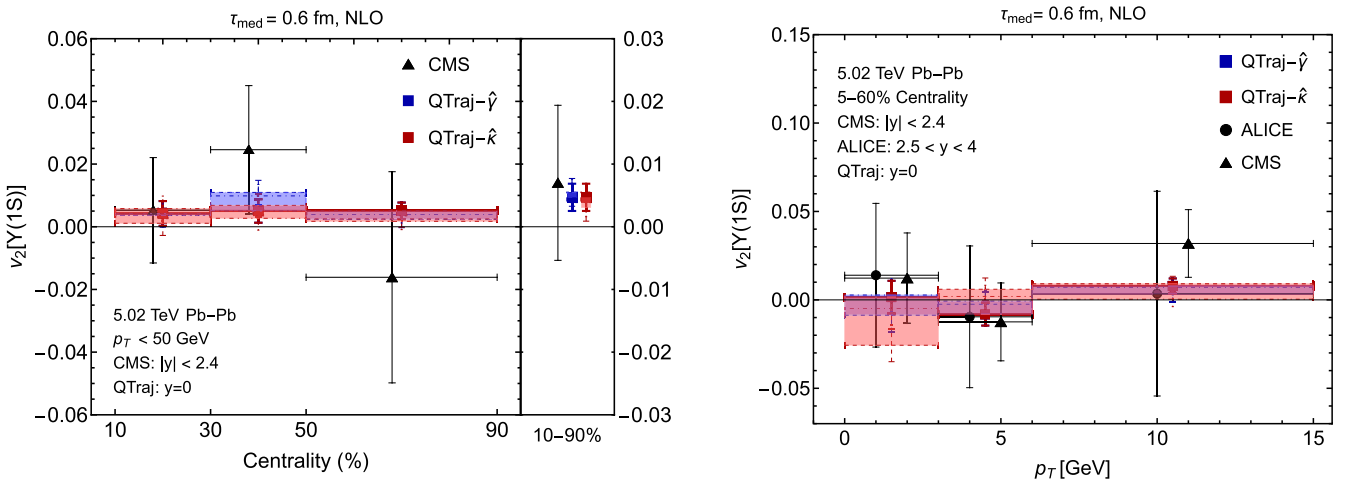 τmed = 0.6 fm, NLO
0.06
0.04
0.02
0.00
−0.02
−0.04
−0.06
v2[Υ(1S)]
CMS
QTraj-γ̂
QTraj-κ̂
5.02 TeV Pb–Pb
pT < 50 GeV
CMS: |y| < 2.4
QTraj: y=0
10 30 50 70 90
Centrality (%)
0.03
0.02
0.01
0.00
−0.01
−0.02
−0.03
10–90%
τmed = 0.6 fm, NLO
0.15
0.10
0.05
0.00
−0.05
v2[Υ(1S)]
5.02 TeV Pb–Pb
5–60% Centrality
CMS: |y| < 2.4
ALICE: 2.5 < y < 4
QTraj: y=0
QTraj-γ̂
QTraj-κ̂
ALICE
CMS
0 5 10 15
pT [GeV]